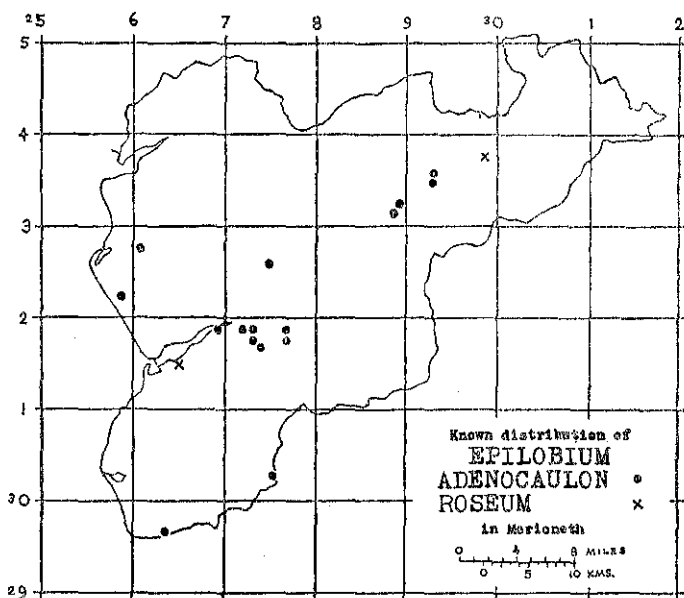 25 6 7 8 9 30 1 2
5
4
3
2
1
30
29
Known distribution of
EPILOBIUM
ADENOCAULON •
ROSEUM ×
in Merioneth
0 4 8 MILES
0 5 10 KMS.